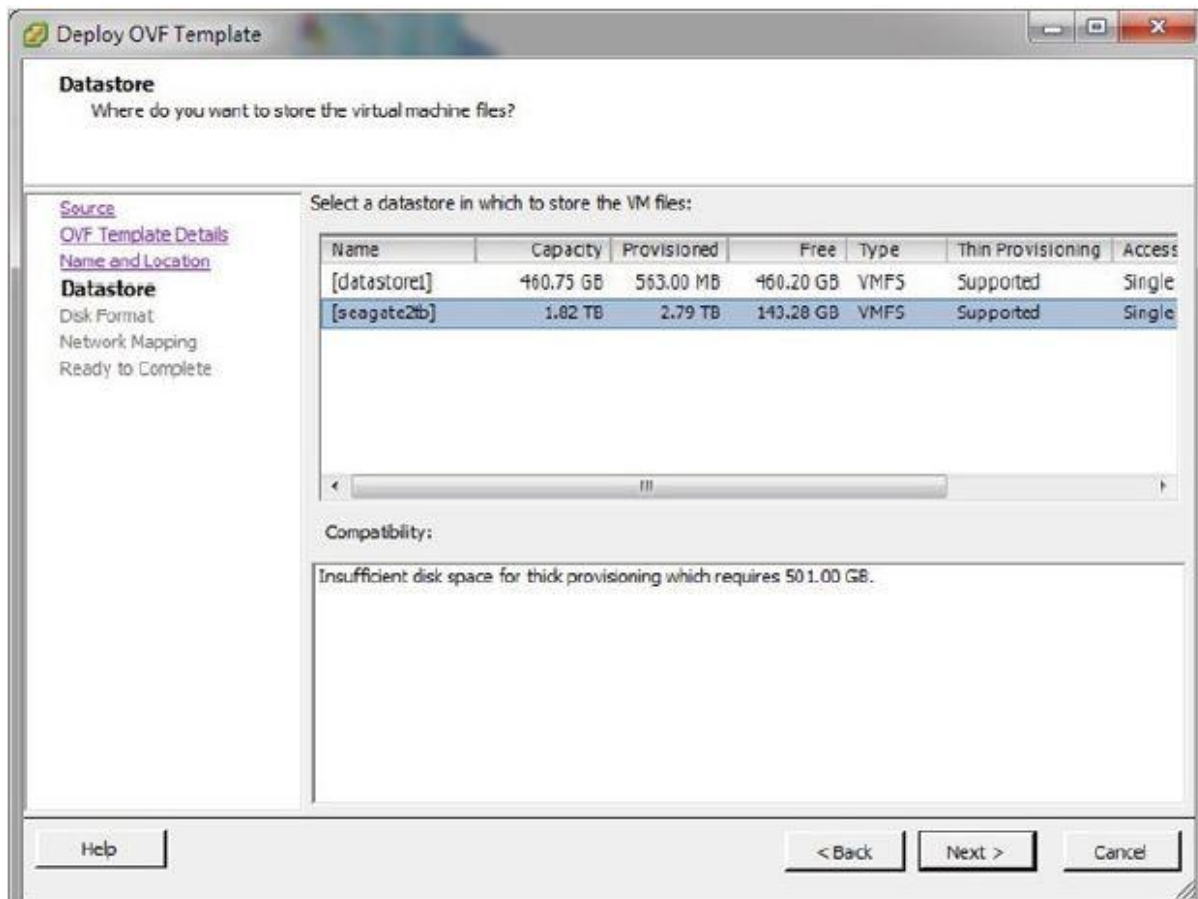 Deploy OVF Template
Datastore
Where do you want to store the virtual machine files?
Source
OVF Template Details
Name and Location
Datastore
Disk Format
Network Mapping
Ready to Complete
Select a datastore in which to store the VM files:
Name Capacity Provisioned Free Type Thin Provisioning Access
[datastore1] 460.75 GB 563.00 MB 460.20 GB VMFS Supported Single
[seagate2tb] 1.82 TB 2.79 TB 143.28 GB VMFS Supported Single
Compatibility:
Insufficient disk space for thick provisioning which requires 501.00 GB.
Help < Back Next > Cancel